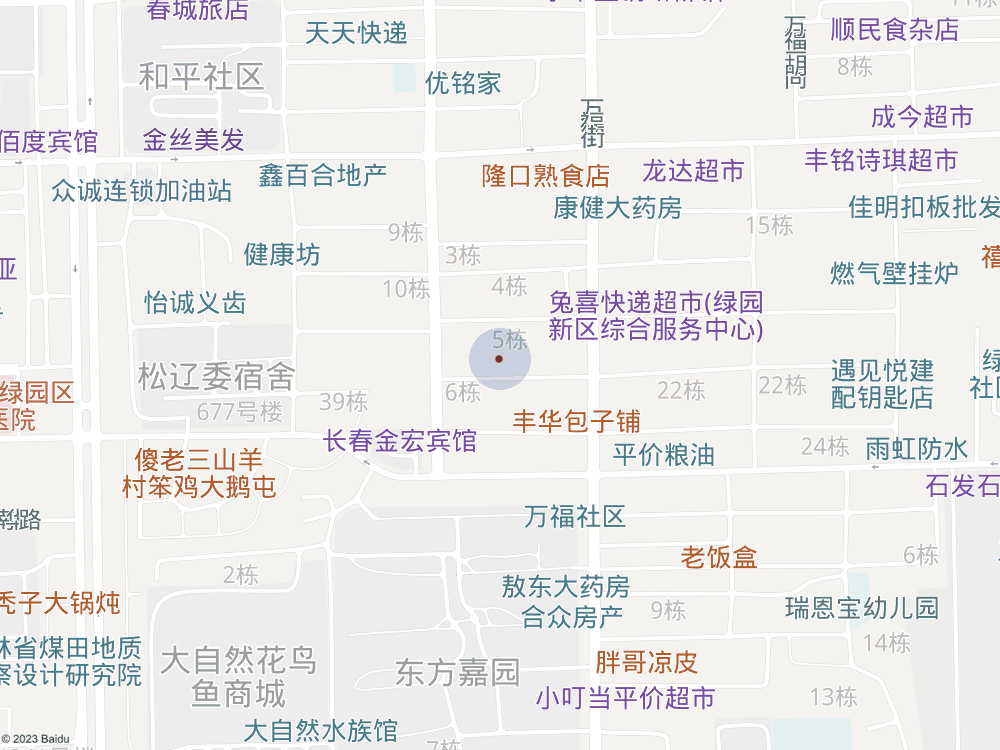 春城旅店
天天快递
顺民食杂店
万福胡同
8栋
和平社区
优铭家
万福街
成今超市
佰度宾馆
金丝美发
丰铭诗琪超市
龙达超市
隆口熟食店
鑫百合地产
众诚连锁加油站
康健大药房
佳明扣板批发
15栋
9栋
3栋
健康坊
亚
禧
燃气壁挂炉
10栋
4栋
怡诚义齿
兔喜快递超市(绿园
新区综合服务中心)
5栋
松辽委宿舍
遇见悦建
配钥匙店
绿
社区
绿园区
医院
677号楼
39栋
6栋
22栋
22栋
丰华包子铺
长春金宏宾馆
24栋
雨虹防水
平价粮油
傻老三山羊
村笨鸡大鹅屯
石发石
万福社区
路
老饭盒
6栋
2栋
敖东大药房
合众房产
9栋
瑞恩宝幼儿园
秃子大锅炖
14栋
林省煤田地质
察设计研究院
大自然花鸟
鱼商城
东方嘉园
胖哥凉皮
小叮当平价超市
13栋
大自然水族馆
7栋
© 2023 Baidu